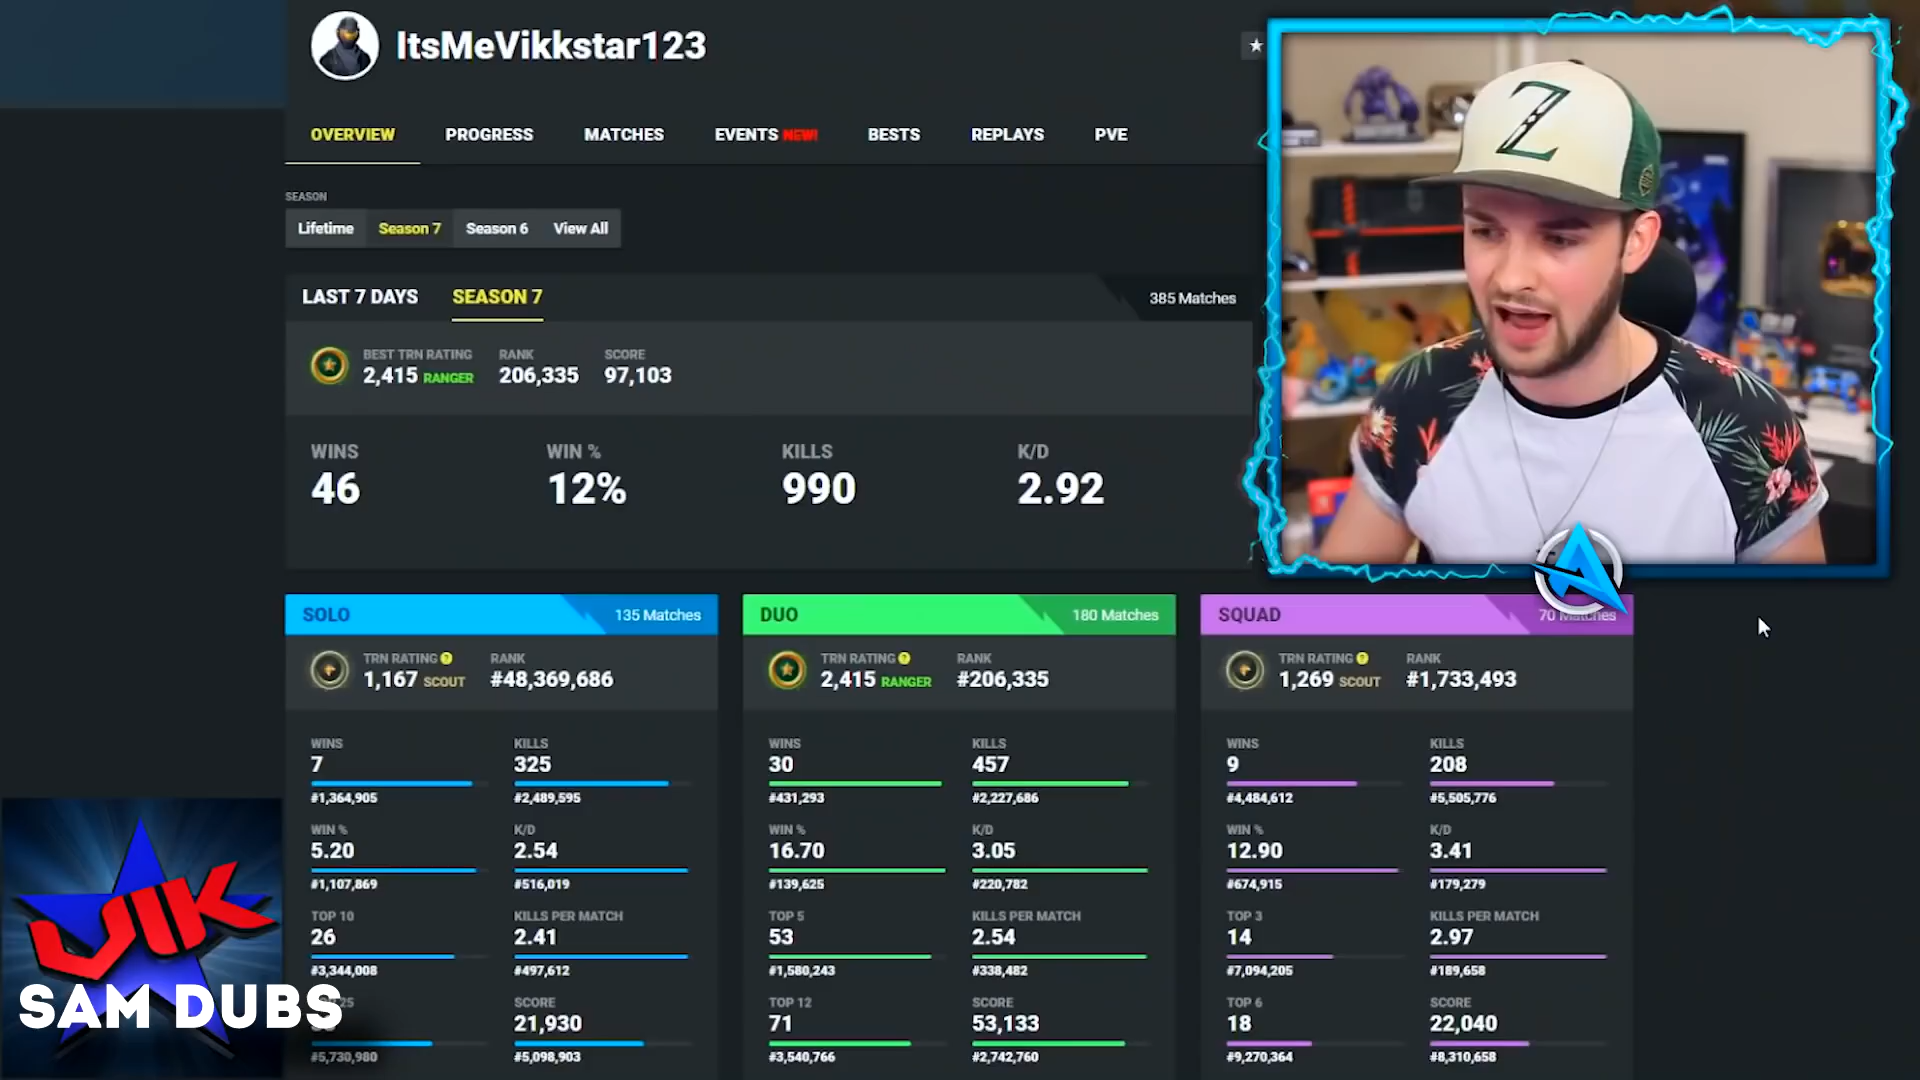 ItsMeVikkstar123
OVERVIEW PROGRESS MATCHES EVENTS NEW! BESTS REPLAYS PVE
SEASON
Lifetime Season 7 Season 6 View All
LAST 7 DAYS SEASON 7 385 Matches
BEST TRN RATING RANK SCORE
2,415 RANGER 206,335 97,103
WINS WIN % KILLS K/D
46 12% 990 2.92
Z
SOLO 135 Matches
TRN RATING ? RANK
1,167 SCOUT #48,369,686
WINS KILLS
7 325
#1,364,905 #2,489,595
WIN % K/D
5.20 2.54
#1,107,869 #516,019
TOP 10 KILLS PER MATCH
26 2.41
#3,344,008 #497,612
25 SCORE
21,930
#5,730,980 #5,098,903
DUO 180 Matches
TRN RATING ? RANK
2,415 RANGER #206,335
WINS KILLS
30 457
#431,293 #2,227,686
WIN % K/D
16.70 3.05
#139,625 #220,782
TOP 5 KILLS PER MATCH
53 2.54
#1,580,243 #338,482
TOP 12 SCORE
71 53,133
#3,540,766 #2,742,760
SQUAD 70 Matches
TRN RATING ? RANK
1,269 SCOUT #1,733,493
WINS KILLS
9 208
#4,484,612 #5,505,776
WIN % K/D
12.90 3.41
#674,915 #179,279
TOP 3 KILLS PER MATCH
14 2.97
#7,094,205 #189,658
TOP 6 SCORE
18 22,040
#9,270,364 #8,310,658
VIK
SAM DUBS